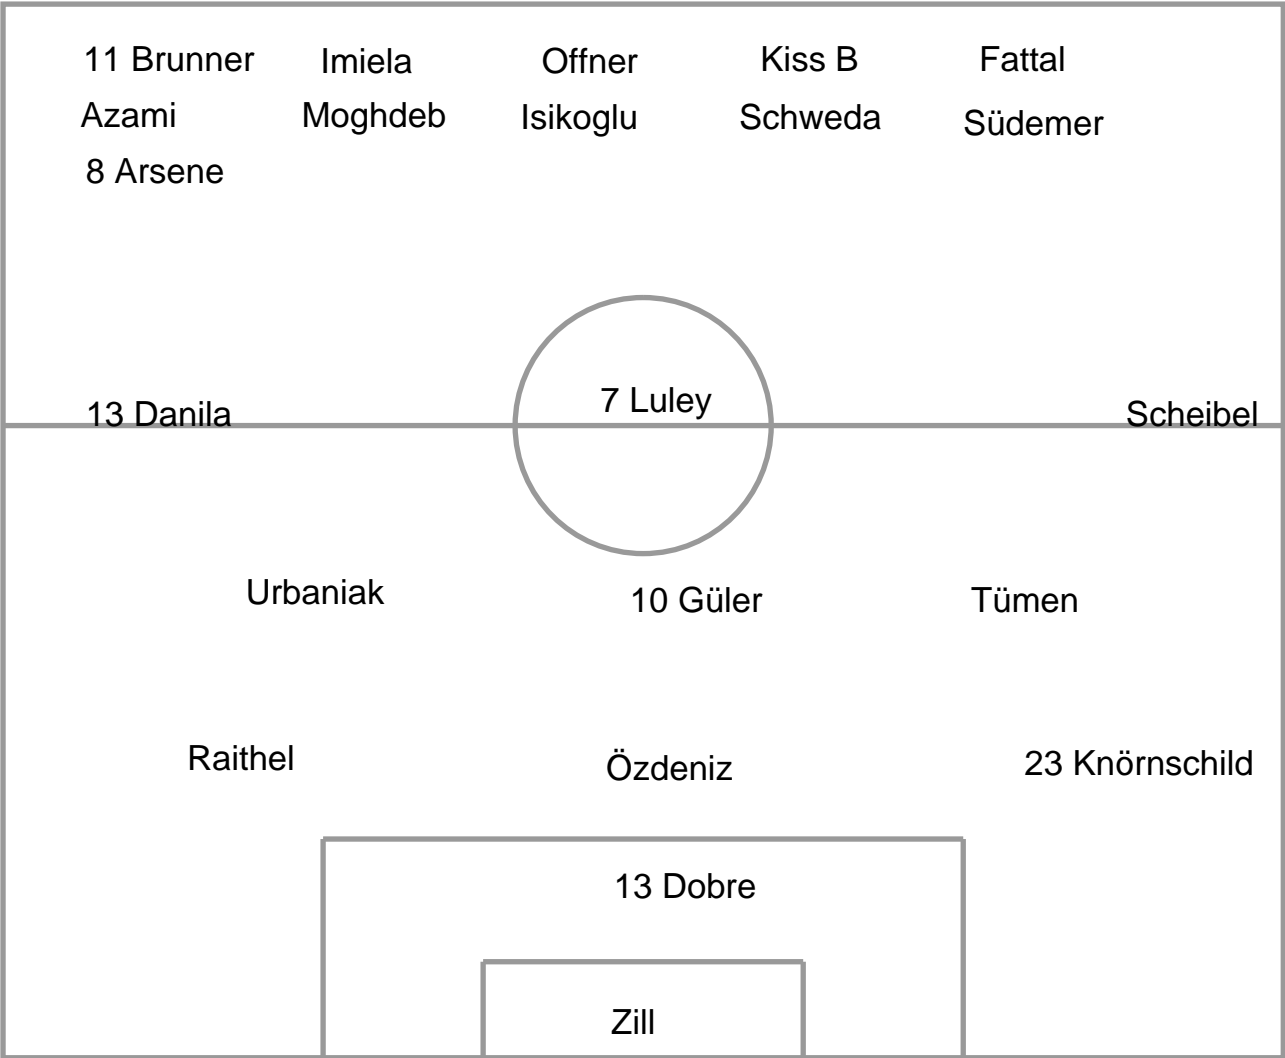 11 Brunner Imiela Offner Kiss B Fattal
Azami Moghdeb Isikoglu Schweda Südemer
8 Arsene
7 Luley
13 Danila Scheibel
Urbaniak 10 Güler Tümen
Raithel Özdeniz 23 Knörnschild
13 Dobre
Zill